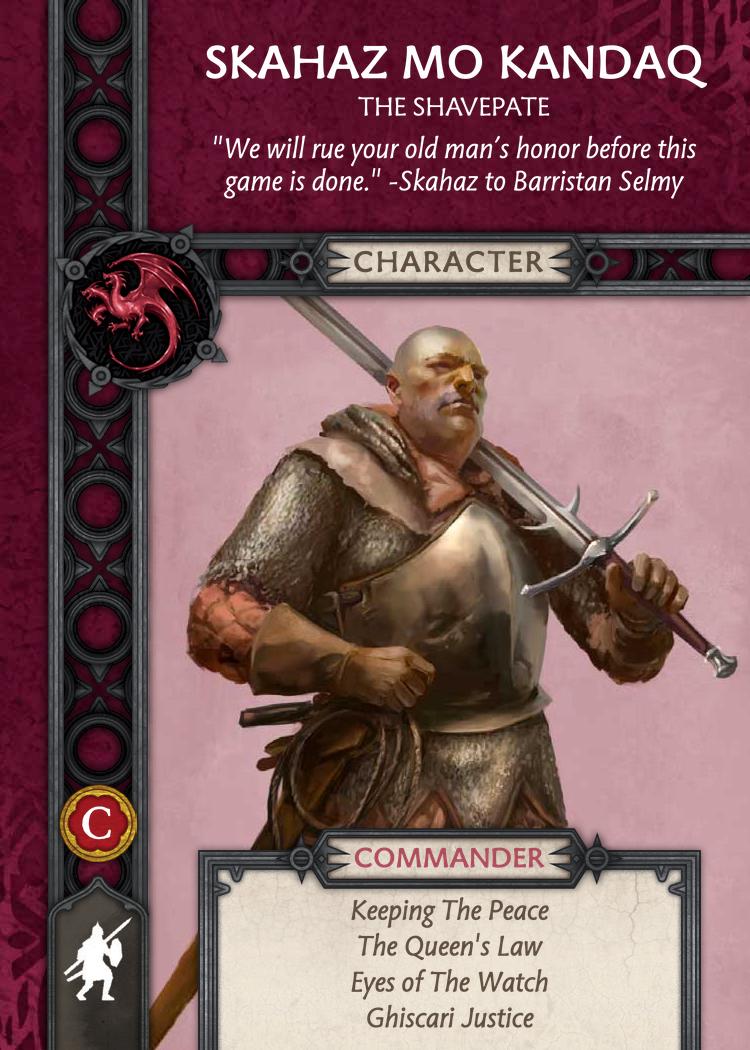 SKAHAZ MO KANDAQ
THE SHAVEPATE
"We will rue your old man's honor before this
game is done." -Skahaz to Barristan Selmy
CHARACTER
C
COMMANDER
Keeping The Peace
The Queen's Law
Eyes of The Watch
Ghiscari Justice